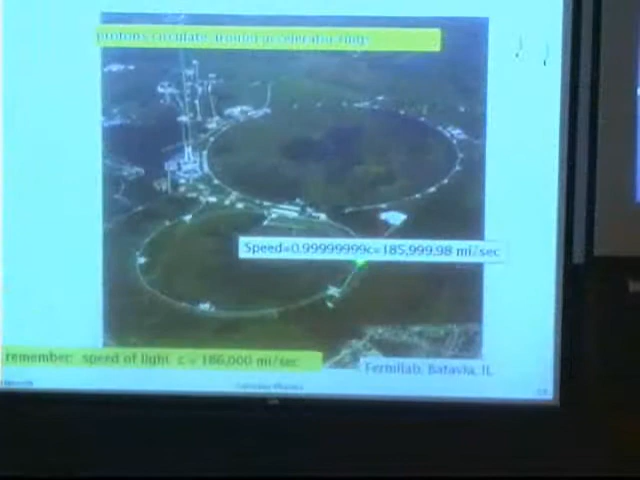 protons circulate around accelerator rings
Speed=0.99999999c=185,999.98 mi/sec
remember: speed of light c = 186,000 mi/sec
Fermilab, Batavia, IL